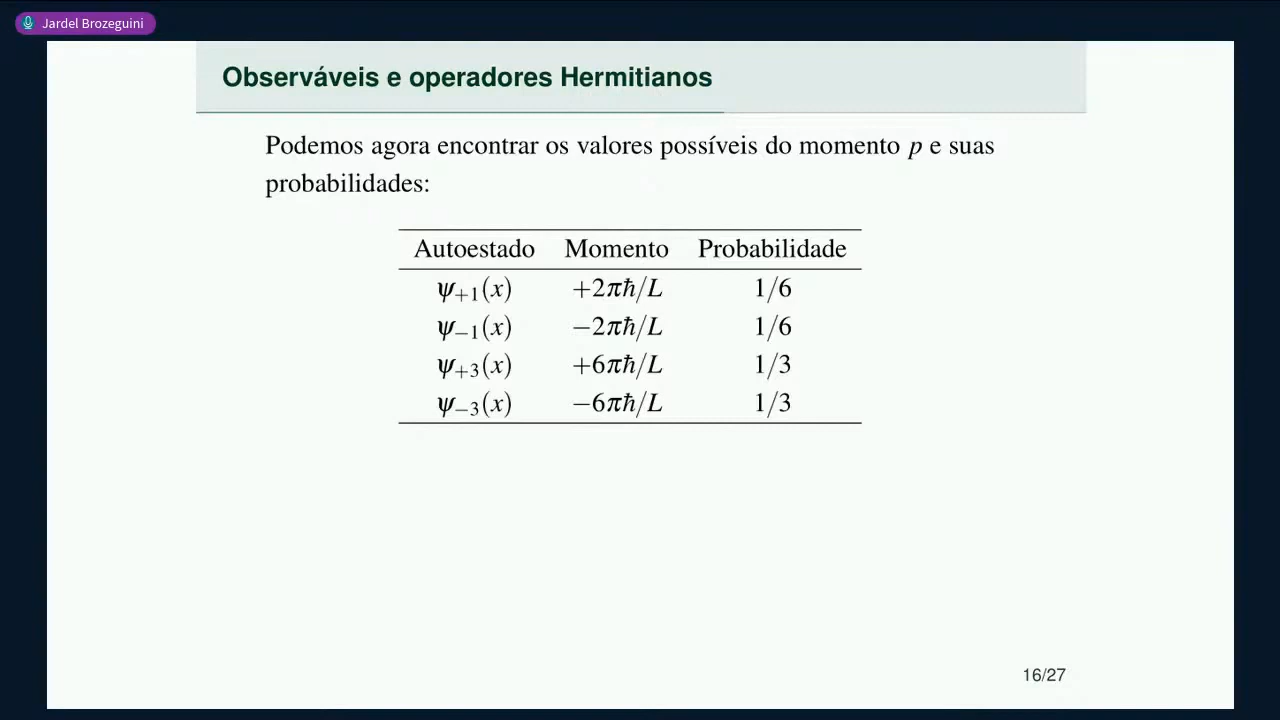 Jardel Brozeguini
Observáveis e operadores Hermitianos
Podemos agora encontrar os valores possíveis do momento p e suas
probabilidades:
Autoestado Momento Probabilidade
ψ₊₁(x) +2πħ/L 1/6
ψ₋₁(x) −2πħ/L 1/6
ψ₊₃(x) +6πħ/L 1/3
ψ₋₃(x) −6πħ/L 1/3
16/27